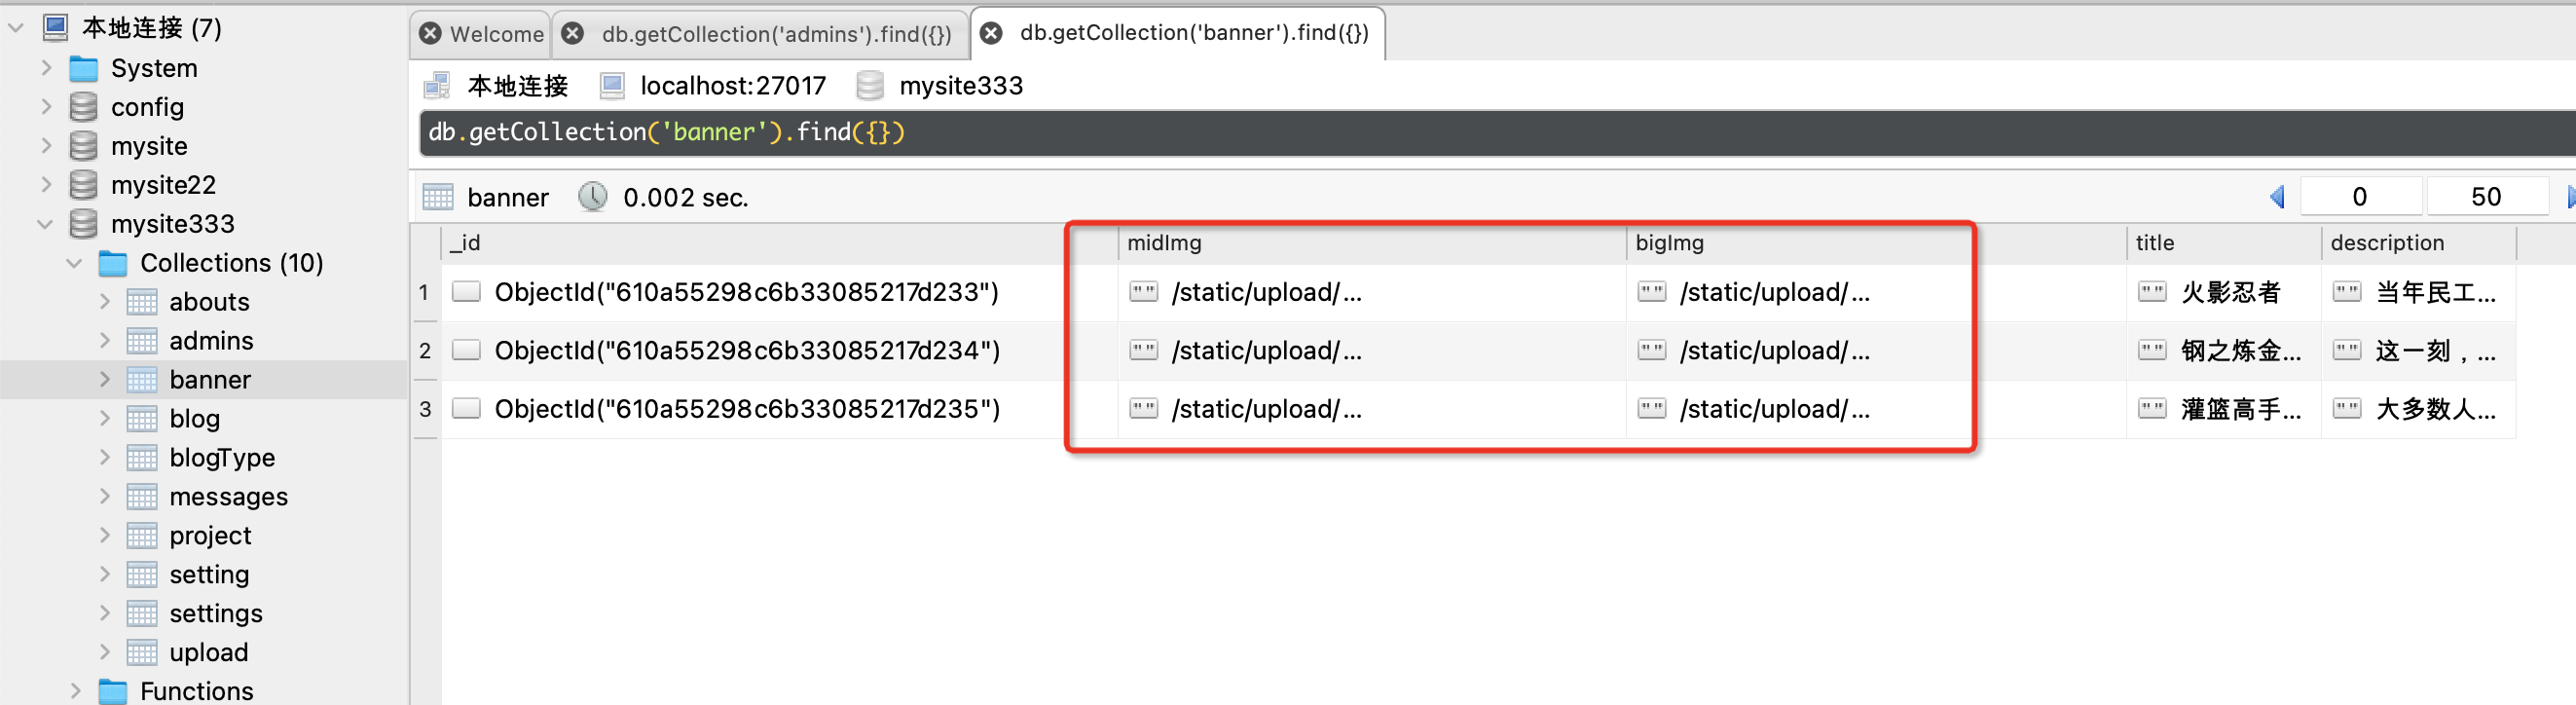 本地连接 (7)
System
config
mysite
mysite22
mysite333
Collections (10)
abouts
admins
banner
blog
blogType
messages
project
setting
settings
upload
Functions
Welcome
db.getCollection('admins').find({})
db.getCollection('banner').find({})
本地连接 localhost:27017 mysite333
db.getCollection('banner').find({})
banner 0.002 sec. 0 50
_id midImg bigImg title description
1 ObjectId("610a55298c6b33085217d233") /static/upload/... /static/upload/... 火影忍者 当年民工...
2 ObjectId("610a55298c6b33085217d234") /static/upload/... /static/upload/... 钢之炼金... 这一刻，...
3 ObjectId("610a55298c6b33085217d235") /static/upload/... /static/upload/... 灌篮高手... 大多数人...